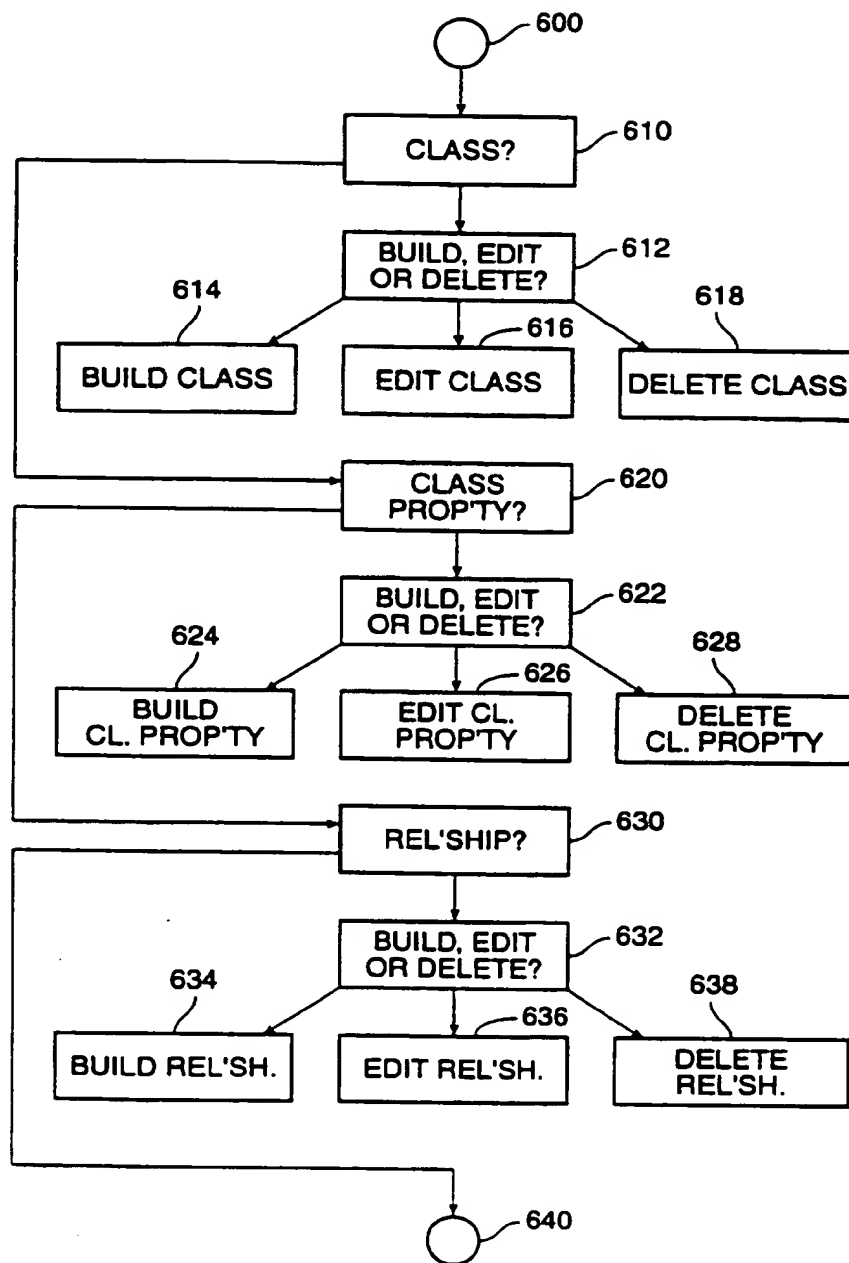 600
CLASS?
610
BUILD, EDIT
OR DELETE?
612
614
616
618
BUILD CLASS
EDIT CLASS
DELETE CLASS
CLASS
PROP'TY?
620
BUILD, EDIT
OR DELETE?
622
624
626
628
BUILD
CL. PROP'TY
EDIT CL.
PROP'TY
DELETE
CL. PROP'TY
REL'SHIP?
630
BUILD, EDIT
OR DELETE?
632
634
636
638
BUILD REL'SH.
EDIT REL'SH.
DELETE
REL'SH.
640